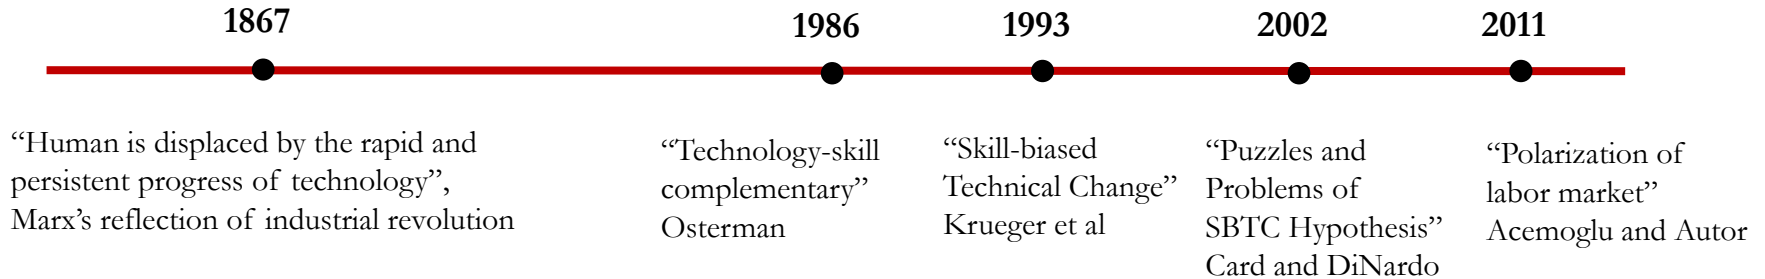 1867
1986
1993
2002
2011
“Human is displaced by the rapid and
persistent progress of technology”,
Marx’s reflection of industrial revolution
“Technology-skill
complementary”
Osterman
“Skill-biased
Technical Change”
Krueger et al
“Puzzles and
Problems of
SBTC Hypothesis”
Card and DiNardo
“Polarization of
labor market”
Acemoglu and Autor